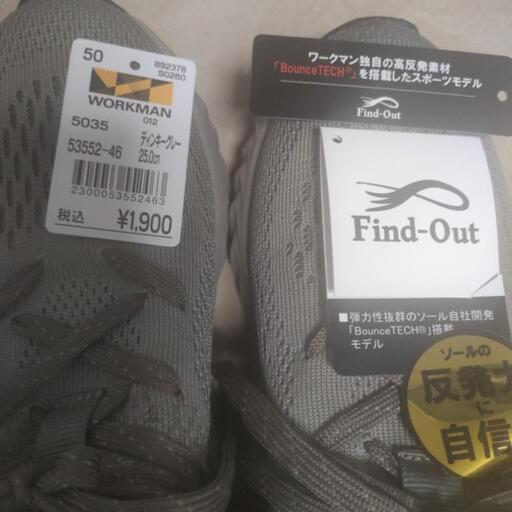 50
892378
SG260
WORKMAN
012
5035
デインキーグレー
53552-46
25.0cm
2300053552463
税込 ¥1,900
ワークマン独自の高反発素材
「BounceTECH®」を搭載したスポーツモデル
Find-Out
Find-Out
■弾力性抜群のソール自社開発
「BounceTECH®」搭載
モデル
ソールの
反発力
に
自信